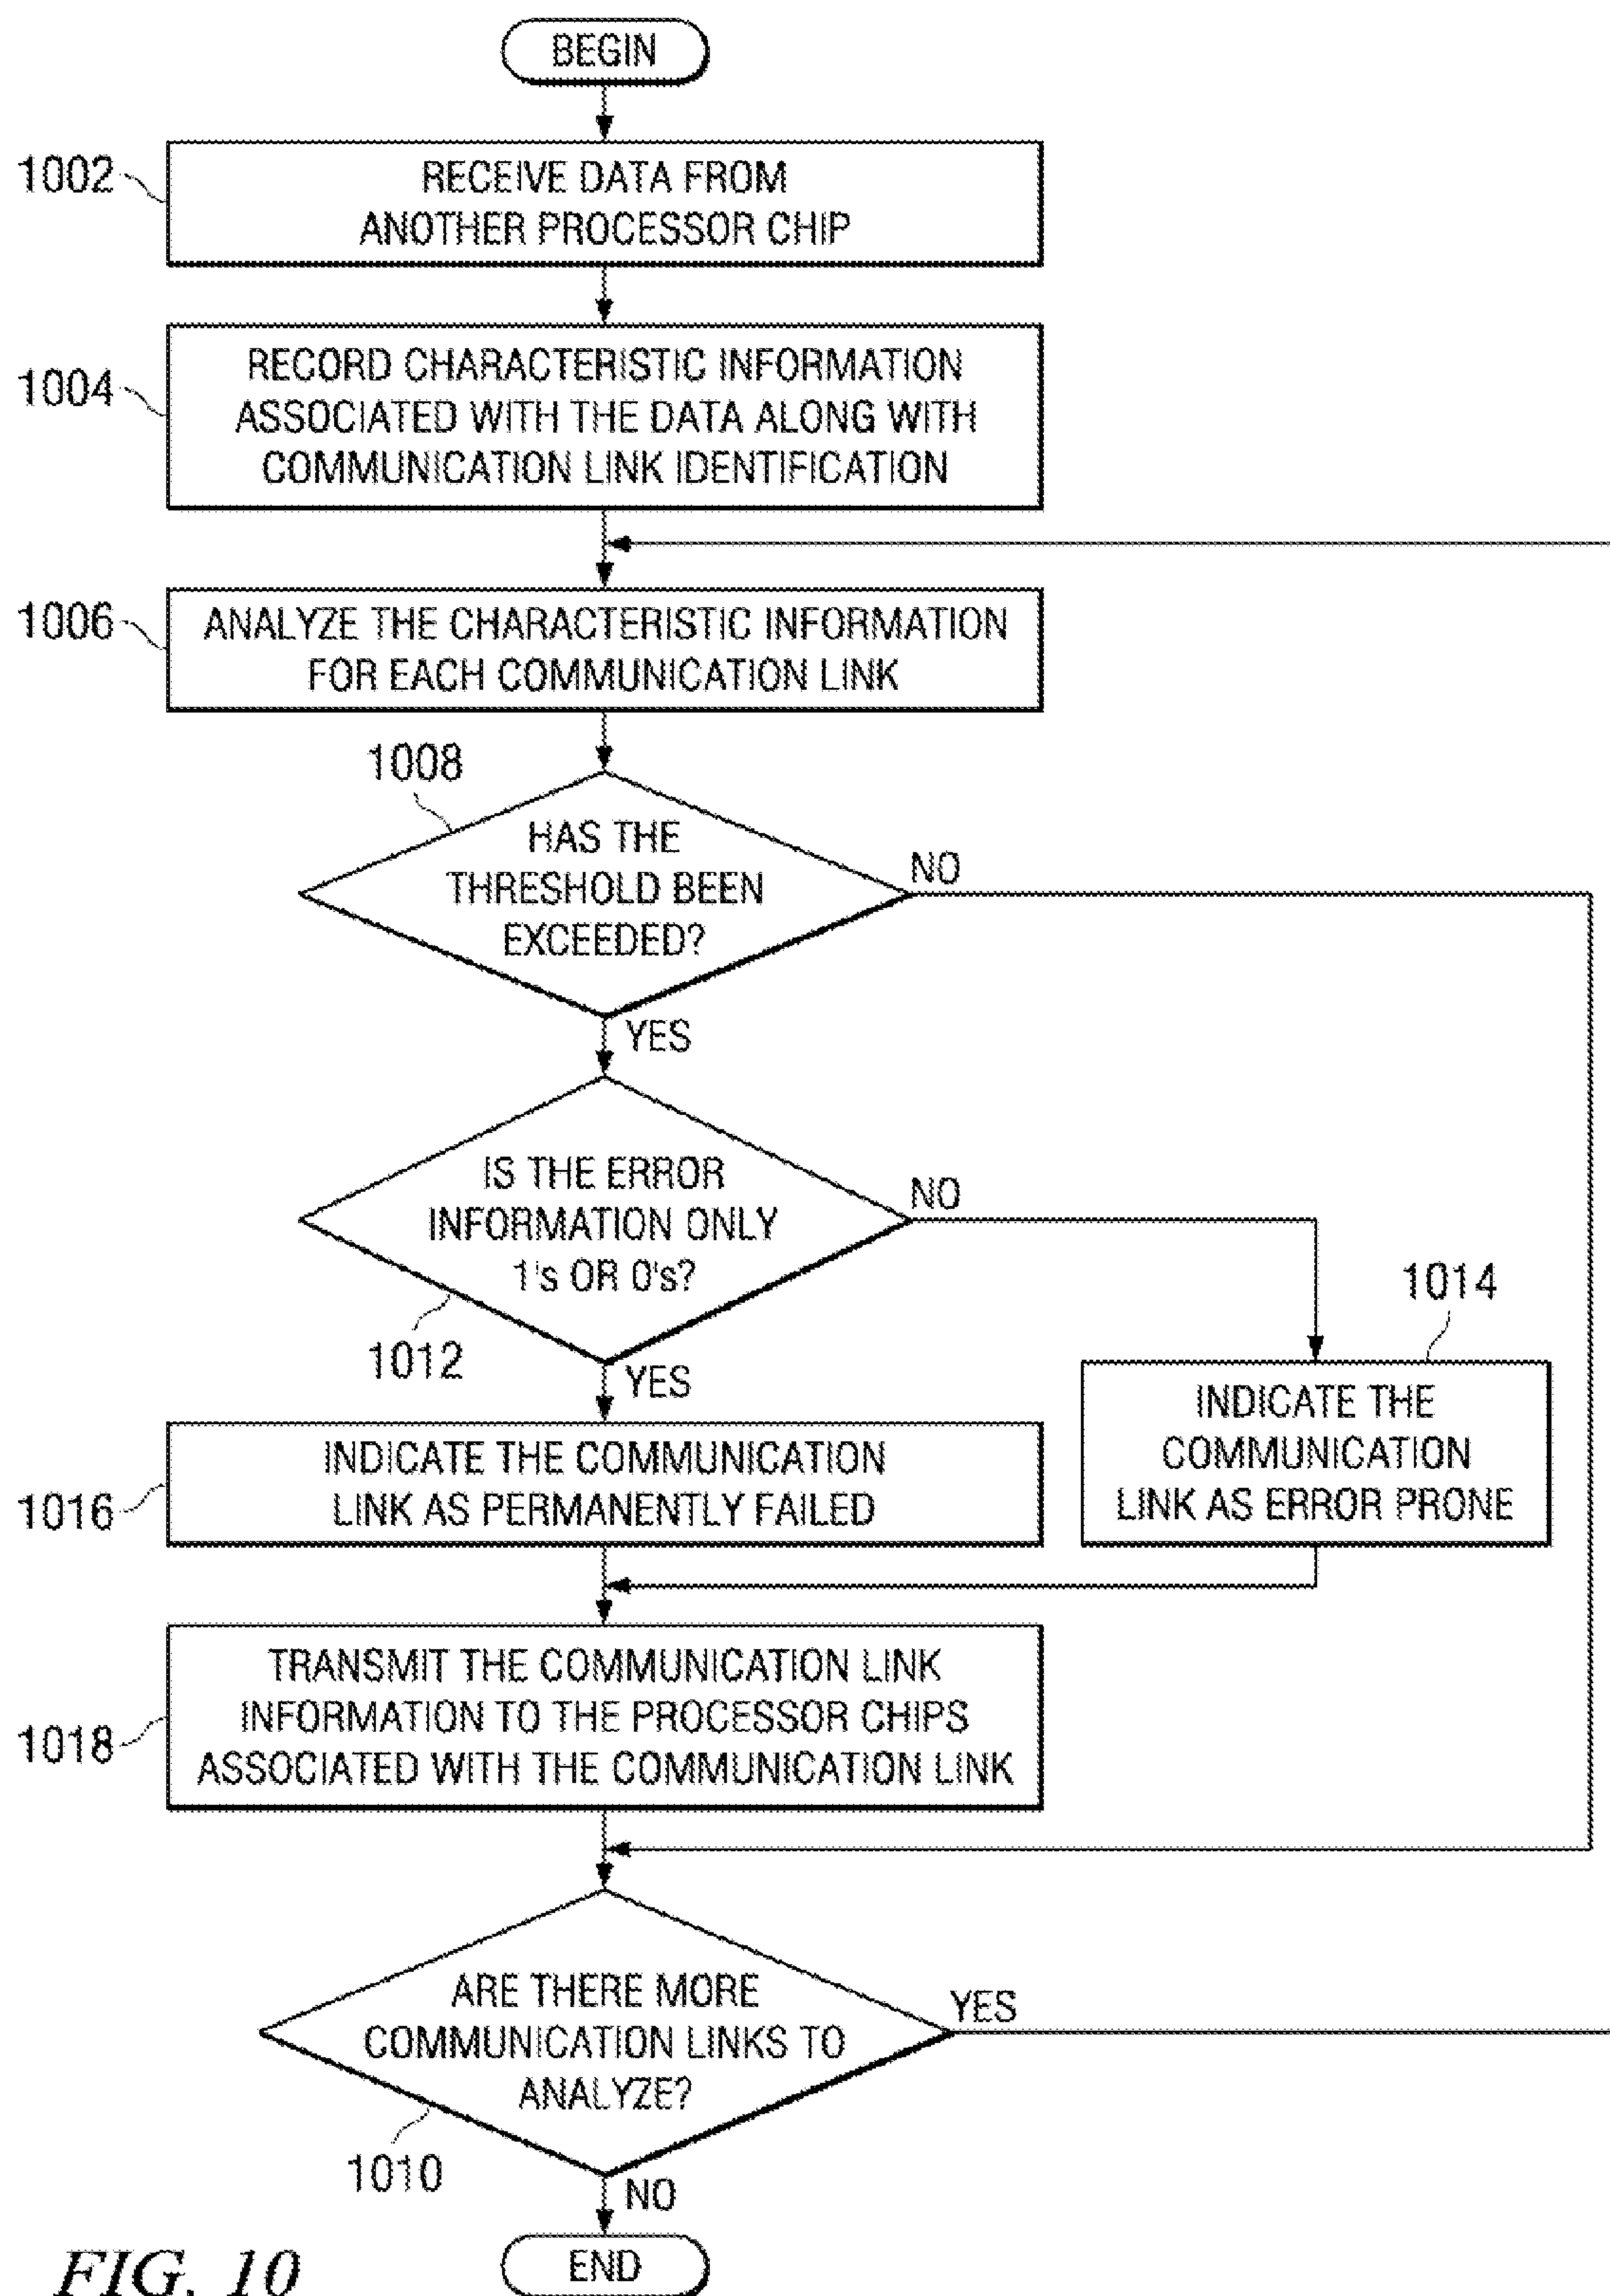 BEGIN
1002
RECEIVE DATA FROM
ANOTHER PROCESSOR CHIP
1004
RECORD CHARACTERISTIC INFORMATION
ASSOCIATED WITH THE DATA ALONG WITH
COMMUNICATION LINK IDENTIFICATION
1006
ANALYZE THE CHARACTERISTIC INFORMATION
FOR EACH COMMUNICATION LINK
1008
HAS THE
THRESHOLD BEEN
EXCEEDED?
NO
YES
IS THE ERROR
INFORMATION ONLY
1's OR 0's?
NO
1012
YES
1014
INDICATE THE
COMMUNICATION
LINK AS ERROR PRONE
1016
INDICATE THE COMMUNICATION
LINK AS PERMANENTLY FAILED
1018
TRANSMIT THE COMMUNICATION LINK
INFORMATION TO THE PROCESSOR CHIPS
ASSOCIATED WITH THE COMMUNICATION LINK
ARE THERE MORE
COMMUNICATION LINKS TO
ANALYZE?
YES
1010
NO
END
FIG. 10